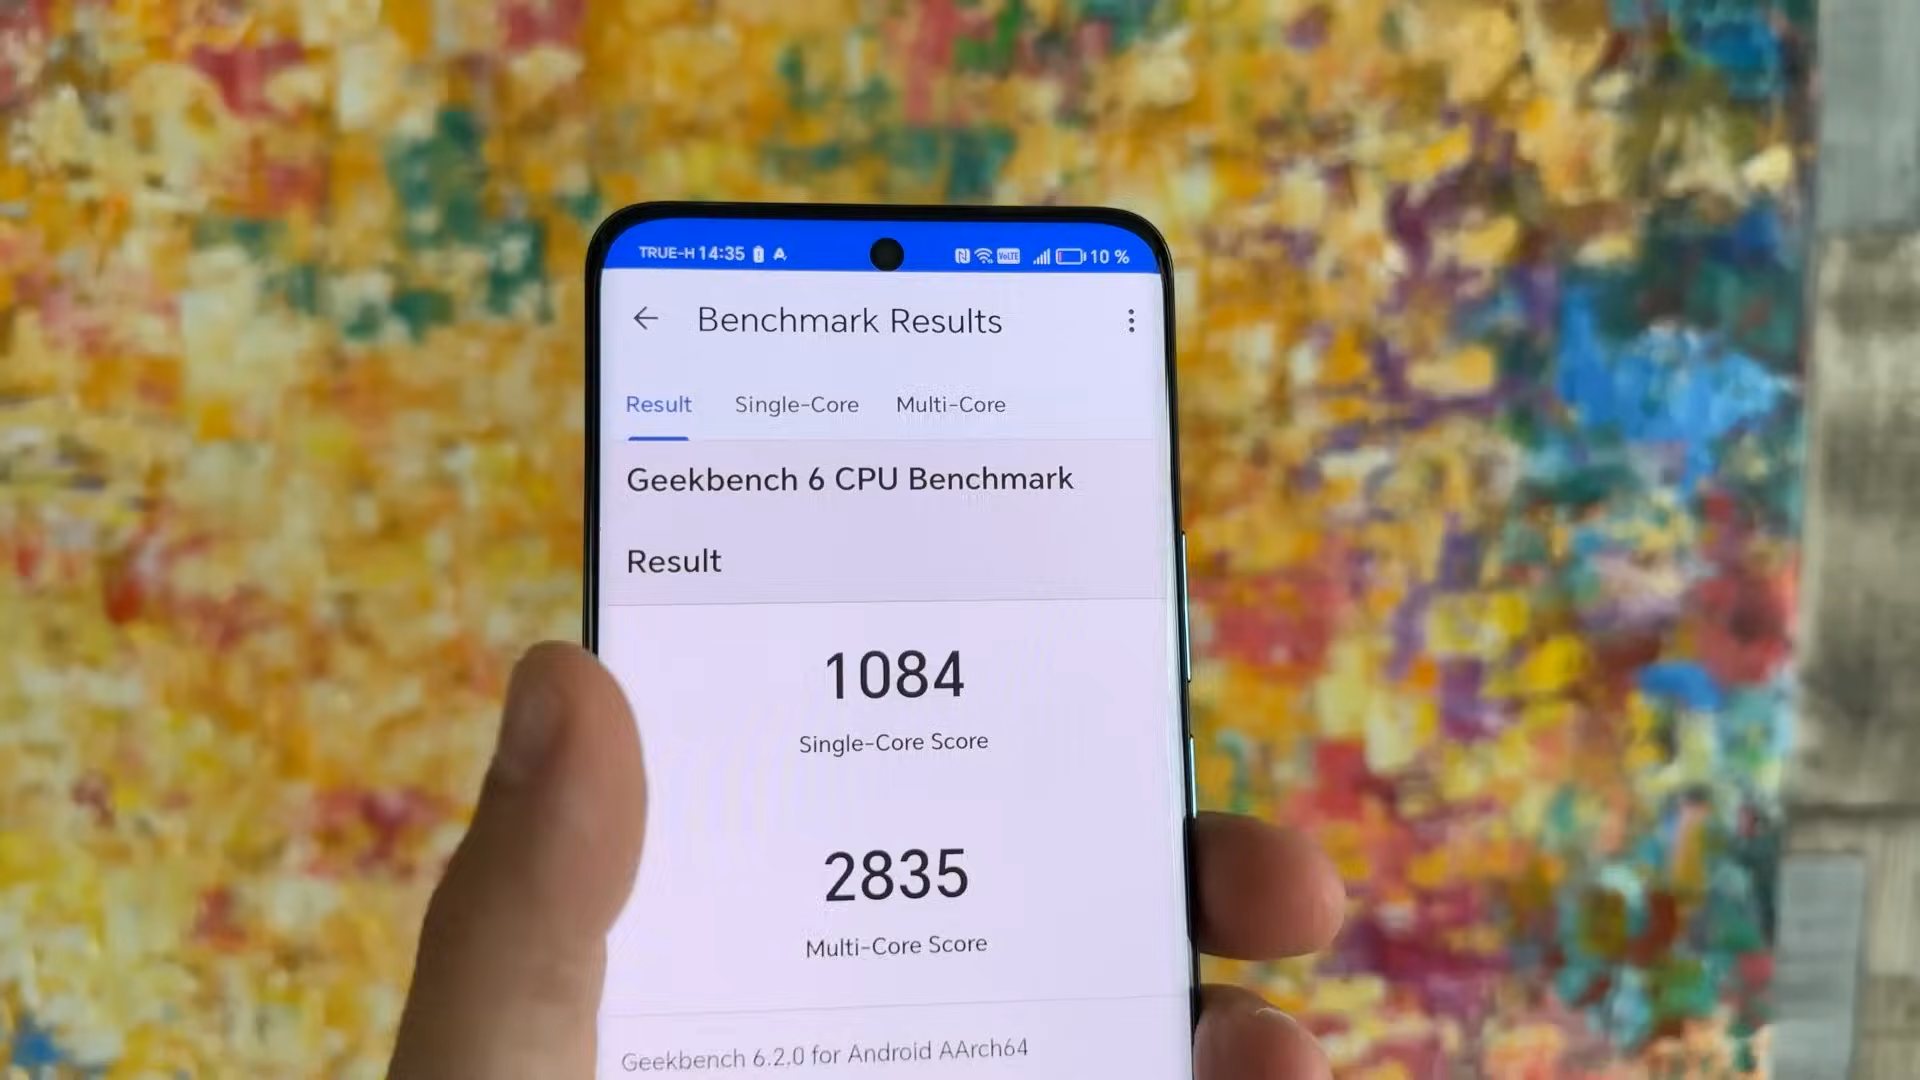 TRUE-H 14:35 VoLTE 10 %
Benchmark Results
Result Single-Core Multi-Core
Geekbench 6 CPU Benchmark
Result
1084
Single-Core Score
2835
Multi-Core Score
Geekbench 6.2.0 for Android AArch64